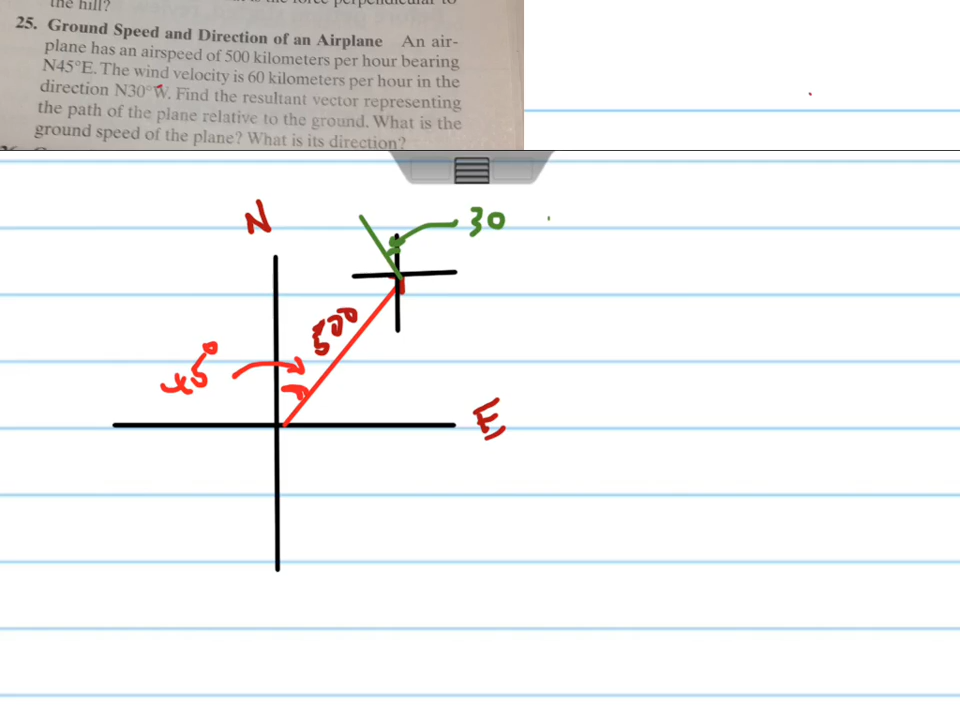 the hill?
25. Ground Speed and Direction of an Airplane An air-
plane has an airspeed of 500 kilometers per hour bearing
N45°E. The wind velocity is 60 kilometers per hour in the
direction N30°W. Find the resultant vector representing
the path of the plane relative to the ground. What is the
ground speed of the plane? What is its direction?
N
30
500
45°
E